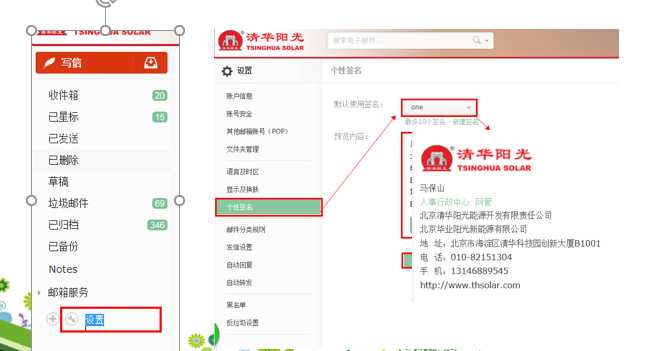 TSINGHUA SOLAR
写信
收件箱 20
已星标 15
已发送
已删除
草稿
垃圾邮件 69
已归档 346
已备份
Notes
邮箱服务
设置
清华阳光
TSINGHUA SOLAR
搜索电子邮件...
设置
账户信息
账号安全
其他邮箱账号（POP）
文件夹管理
语言及时区
显示及换肤
个性签名
邮件分类规则
发信设置
自动回复
自动转发
黑名单
反垃圾设置
个性签名
默认使用签名： one
最多10个签名 - 新建签名
预览内容：
清华阳光
TSINGHUA SOLAR
马保山
人事行政中心 网管
北京清华阳光能源开发有限责任公司
北京华业阳光新能源有限公司
地 址：北京市海淀区清华科技园创新大厦B1001
电 话：010-82151304
手 机：13146889545
http://www.thsolar.com